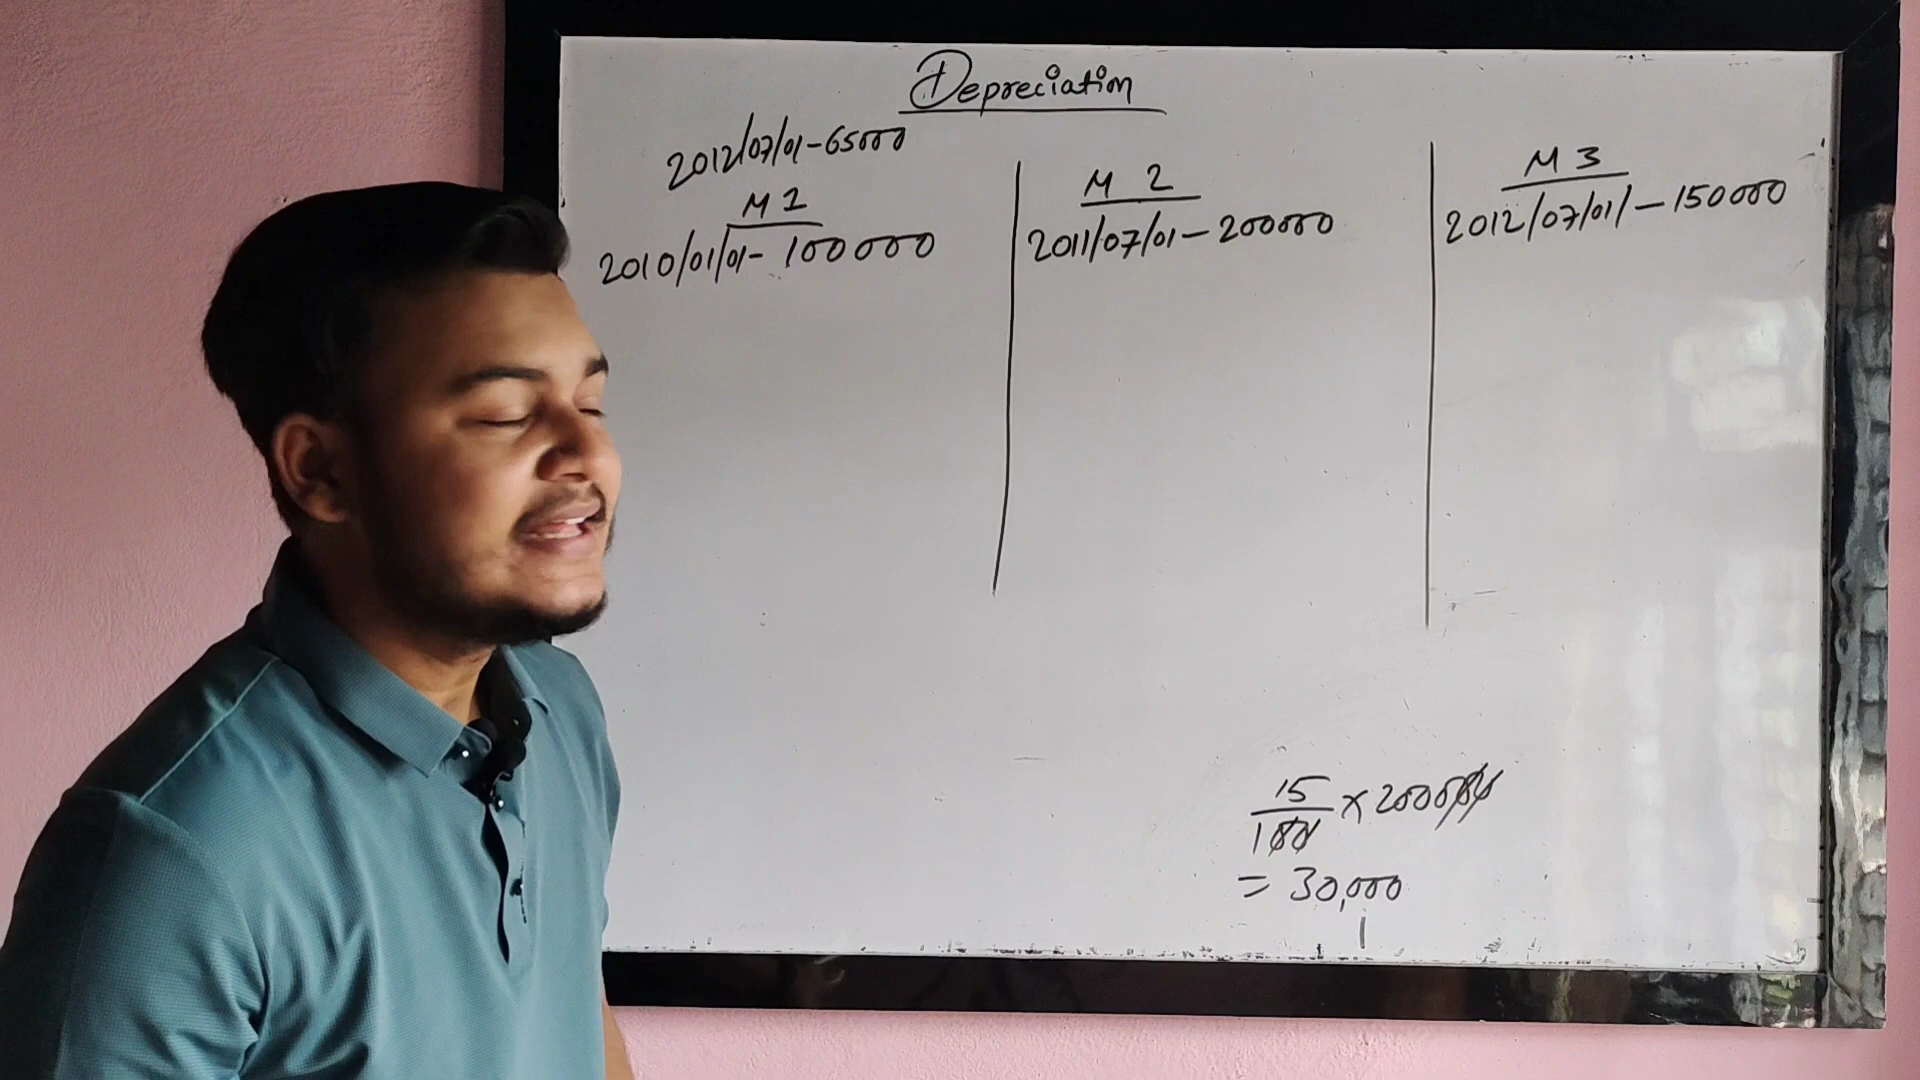 Depreciation
2012/07/01-65000
M 1
2010/01/01- 100000
M 2
2011/07/01- 200000
M 3
2012/07/01/-150000
15
100
x 200000
= 30,000